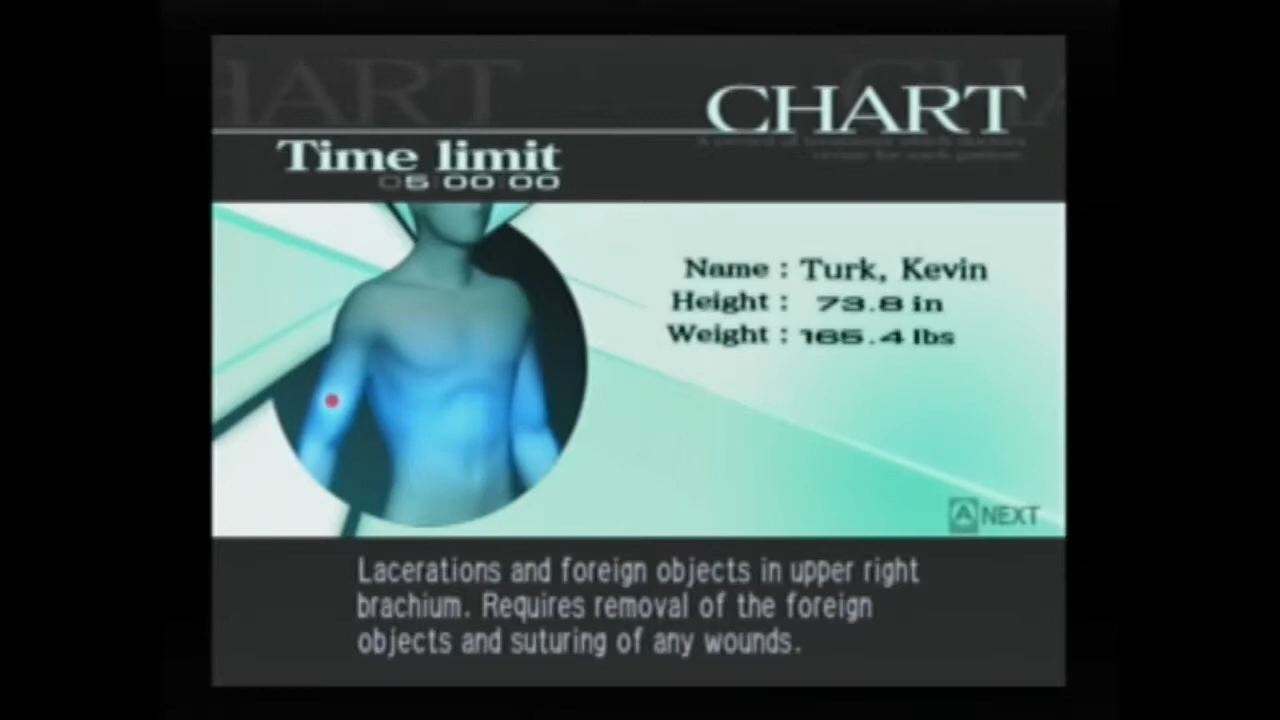 CHART
Time limit
05:00:00
Name : Turk, Kevin
Height : 73.8 in
Weight : 165.4 lbs
A NEXT
Lacerations and foreign objects in upper right
brachium. Requires removal of the foreign
objects and suturing of any wounds.